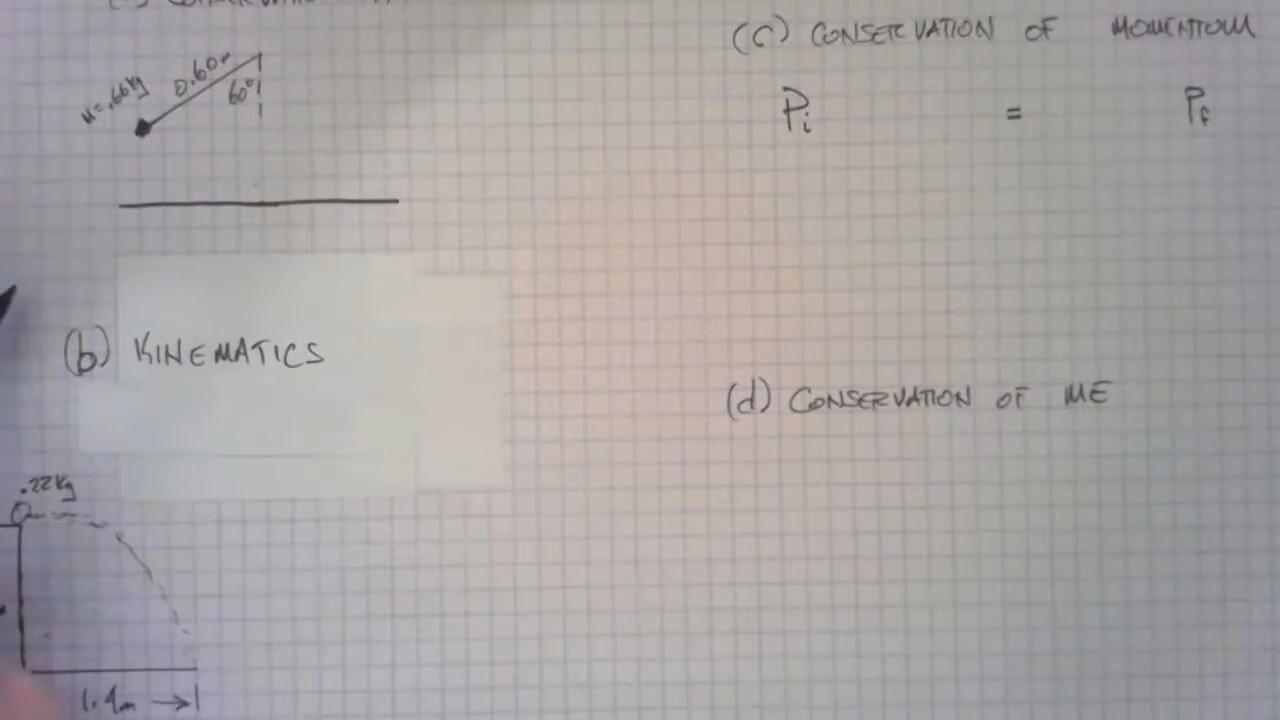 M=.66kg
0.60m
60°
(b) KINEMATICS
.22kg
1.4m
(C) CONSERVATION OF MOMENTUM
Pi = Pf
(d) CONSERVATION OF ME